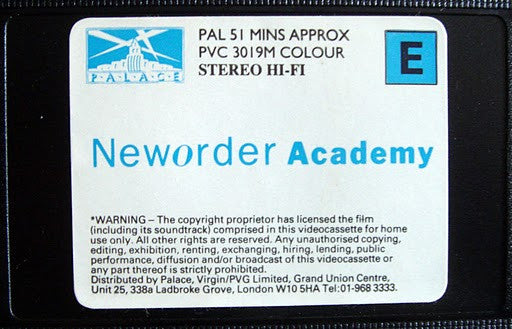 PAL 51 MINS APPROX
PVC 3019M COLOUR
STEREO HI-FI
PALACE
E
Neworder Academy
*WARNING – The copyright proprietor has licensed the film
(including its soundtrack) comprised in this videocassette for home
use only. All other rights are reserved. Any unauthorised copying,
editing, exhibition, renting, exchanging, hiring, lending, public
performance, diffusion and/or broadcast of this videocassette or
any part thereof is strictly prohibited.
Distributed by Palace, Virgin/PVG Limited, Grand Union Centre,
Unit 25, 338a Ladbroke Grove, London W10 5HA Tel:01-968 3333.